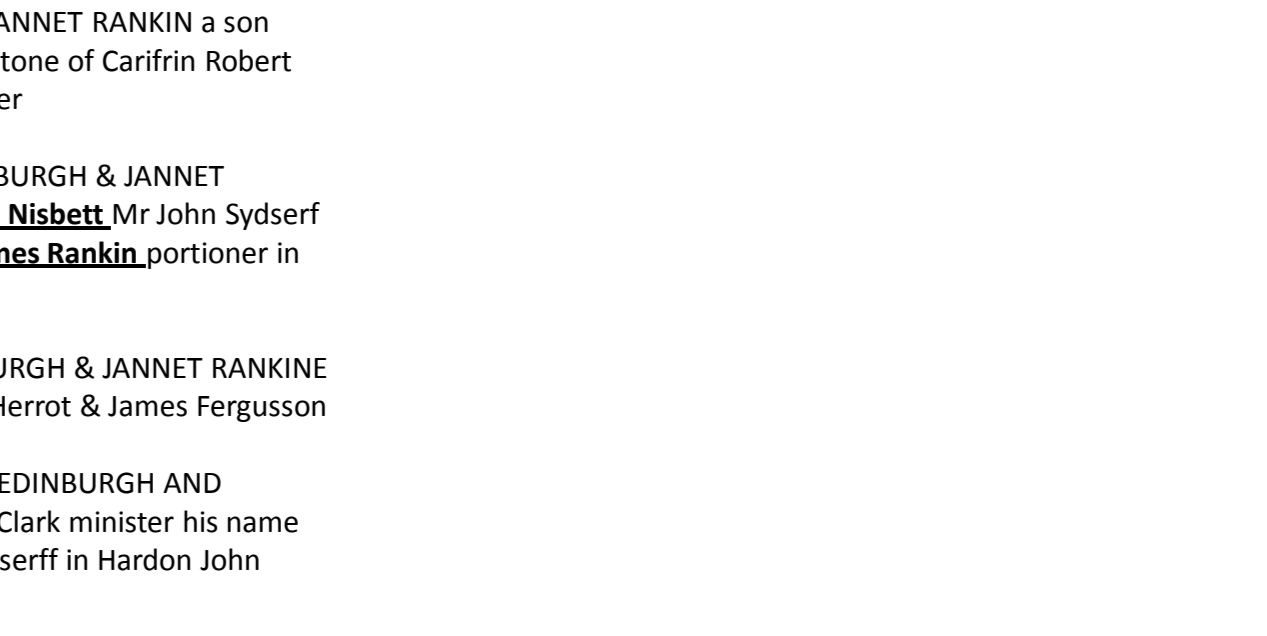 ANNET RANKIN a son
tone of Carifrin Robert
er
BURGH & JANNET
Nisbett Mr John Sydserf
nes Rankin portioner in
URGH & JANNET RANKINE
Herrot & James Fergusson
EDINBURGH AND
Clark minister his name
serff in Hardon John